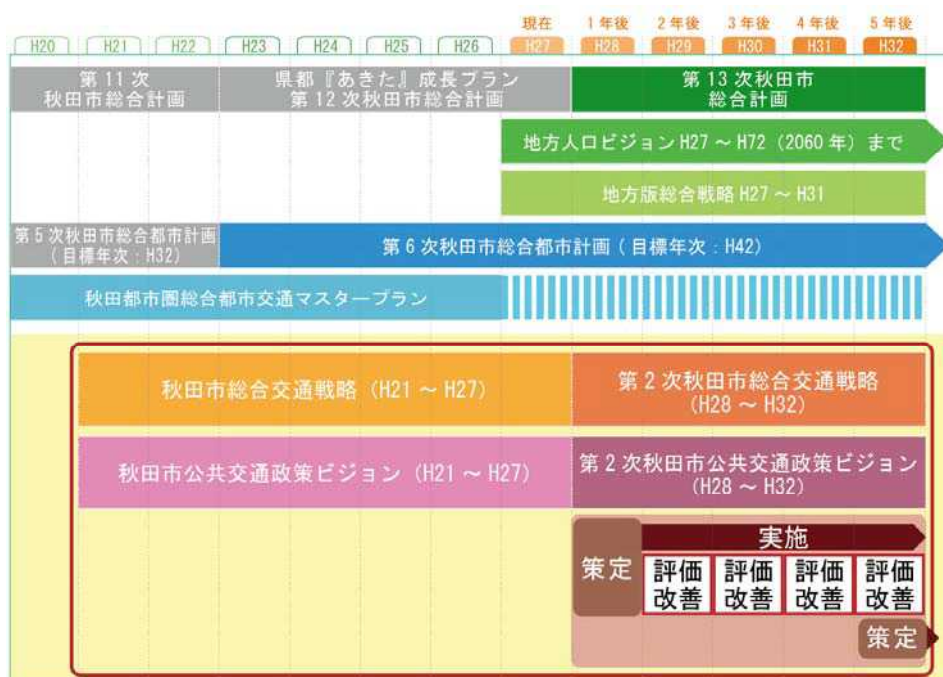 現在 1年後 2年後 3年後 4年後 5年後
H20 H21 H22 H23 H24 H25 H26 H27 H28 H29 H30 H31 H32
第11次
秋田市総合計画
県都『あきた』成長プラン
第12次秋田市総合計画
第13次秋田市
総合計画
地方人口ビジョン H27 ～ H72（2060 年）まで
地方版総合戦略 H27 ～ H31
第5次秋田市総合都市計画
（目標年次：H32）
第6次秋田市総合都市計画（目標年次：H42）
秋田都市圏総合都市交通マスタープラン
秋田市総合交通戦略（H21 ～ H27）
第2次秋田市総合交通戦略
（H28 ～ H32）
秋田市公共交通政策ビジョン（H21 ～ H27）
第2次秋田市公共交通政策ビジョン
（H28 ～ H32）
策定
実施
評価 評価 評価 評価
改善 改善 改善 改善
策定